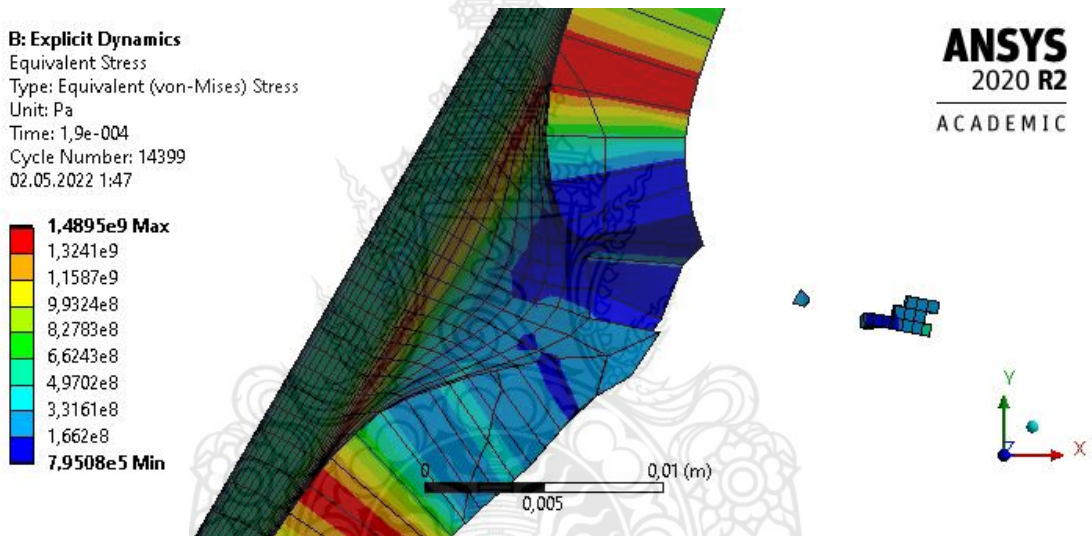 B: Explicit Dynamics
Equivalent Stress
Type: Equivalent (von-Mises) Stress
Unit: Pa
Time: 1,9e-004
Cycle Number: 14399
02.05.2022 1:47
1,4895e9 Max
1,3241e9
1,1587e9
9,9324e8
8,2783e8
6,6243e8
4,9702e8
3,3161e8
1,662e8
7,9508e5 Min
ANSYS
2020 R2
ACADEMIC
0
0,01 (m)
0,005
Y
X
Z